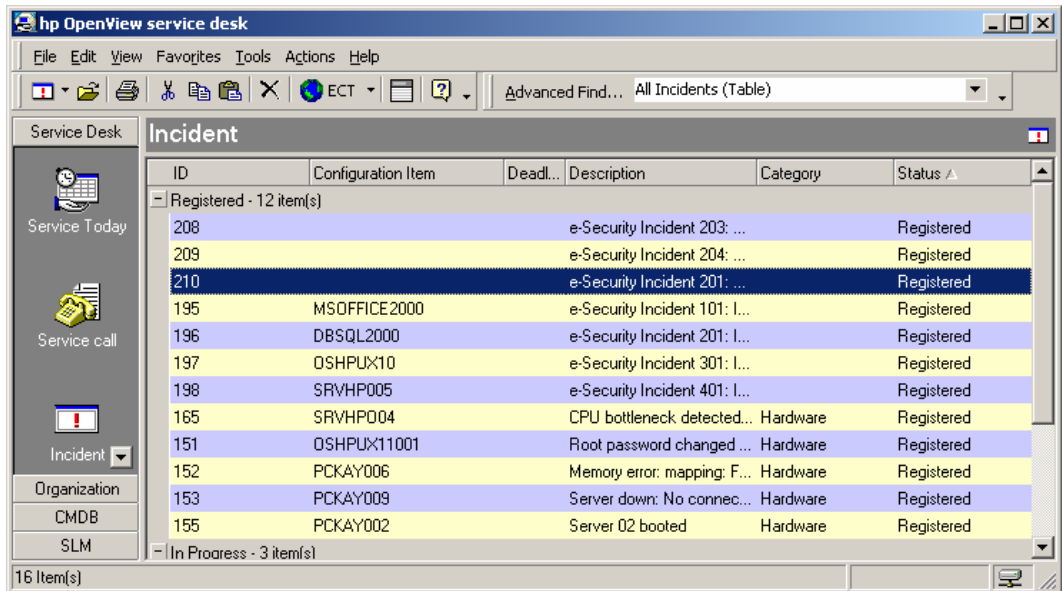 hp OpenView service desk
File Edit View Favorites Tools Actions Help
ECT Advanced Find... All Incidents (Table)
Service Desk
Incident
ID Configuration Item Deadl... Description Category Status
Registered - 12 item(s)
208 e-Security Incident 203: ... Registered
209 e-Security Incident 204: ... Registered
210 e-Security Incident 201: ... Registered
195 MSOFFICE2000 e-Security Incident 101: I... Registered
196 DBSQL2000 e-Security Incident 201: I... Registered
197 OSHPUX10 e-Security Incident 301: I... Registered
198 SRVHP005 e-Security Incident 401: I... Registered
165 SRVHPO04 CPU bottleneck detected... Hardware Registered
151 OSHPUX11001 Root password changed ... Hardware Registered
152 PCKAY006 Memory error: mapping: F... Hardware Registered
153 PCKAY009 Server down: No connec... Hardware Registered
155 PCKAY002 Server 02 booted Hardware Registered
In Progress - 3 item(s)
Service Today
Service call
Incident
Organization
CMDB
SLM
16 Item(s)